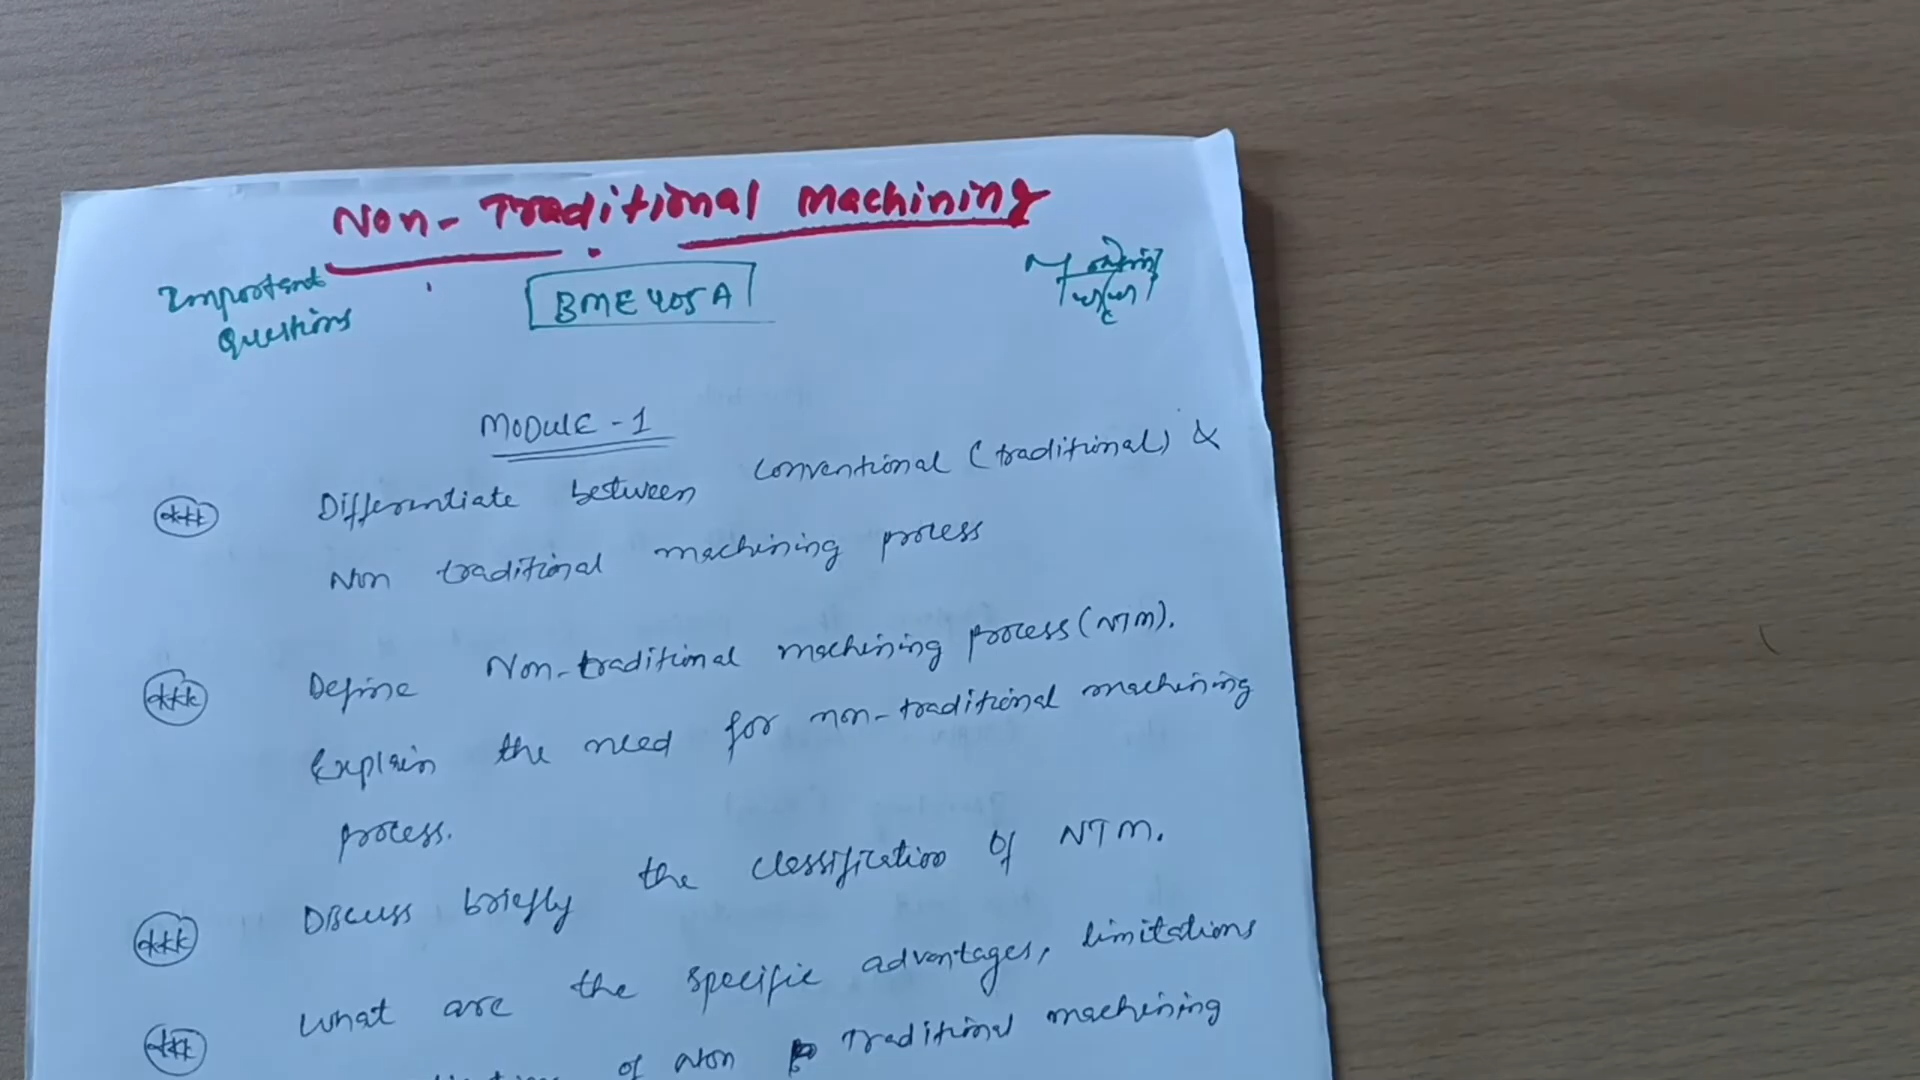 Non-Traditional Machining
Important
Questions
BME405A
MODULE-1
*** Differentiate between conventional (traditional) &
Non traditional machining process
*** Define Non-traditional machining process (NTM).
Explain the need for non-traditional machining
process.
*** Discuss briefly the classification of NTM.
*** What are the specific advantages, limitations
of Non Traditional machining